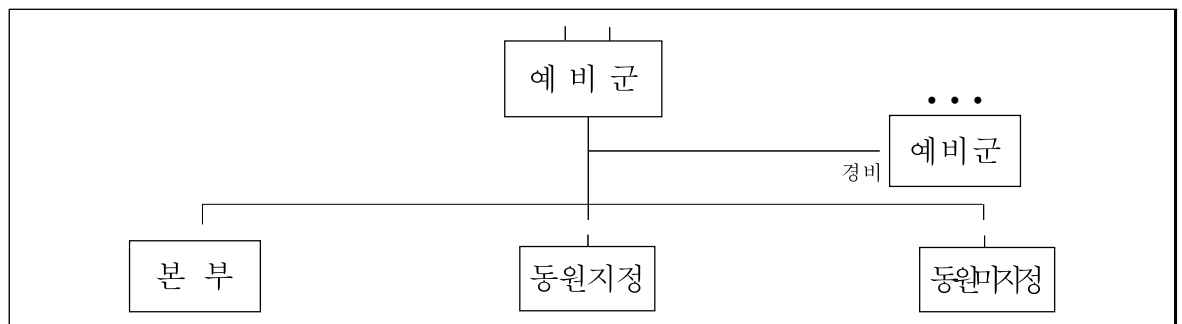 예 비 군
• • •
예비군
경비
본 부
동원지정
동원미지정